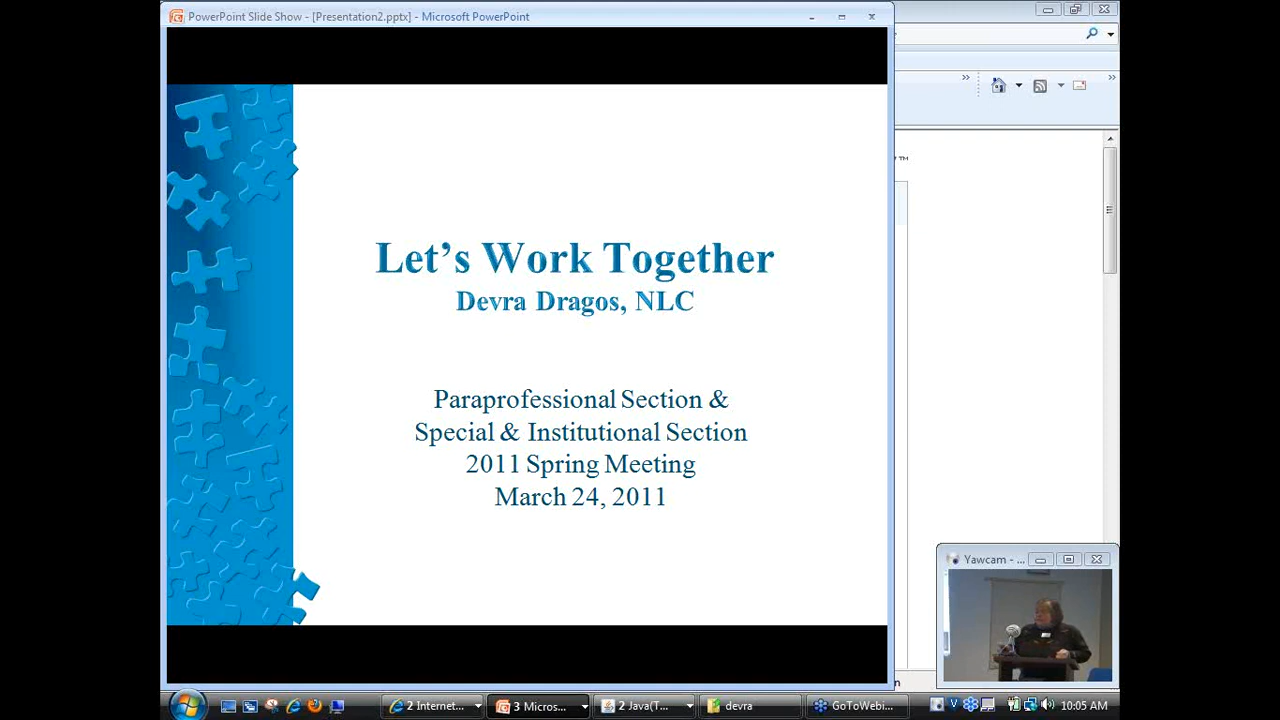 PowerPoint Slide Show - [Presentation2.pptx] - Microsoft PowerPoint
™
Let's Work Together
Devra Dragos, NLC
Paraprofessional Section &
Special & Institutional Section
2011 Spring Meeting
March 24, 2011
Yawcam - ...
2 Internet...
3 Micros...
2 Java(T...
devra
GoToWebi...
10:05 AM